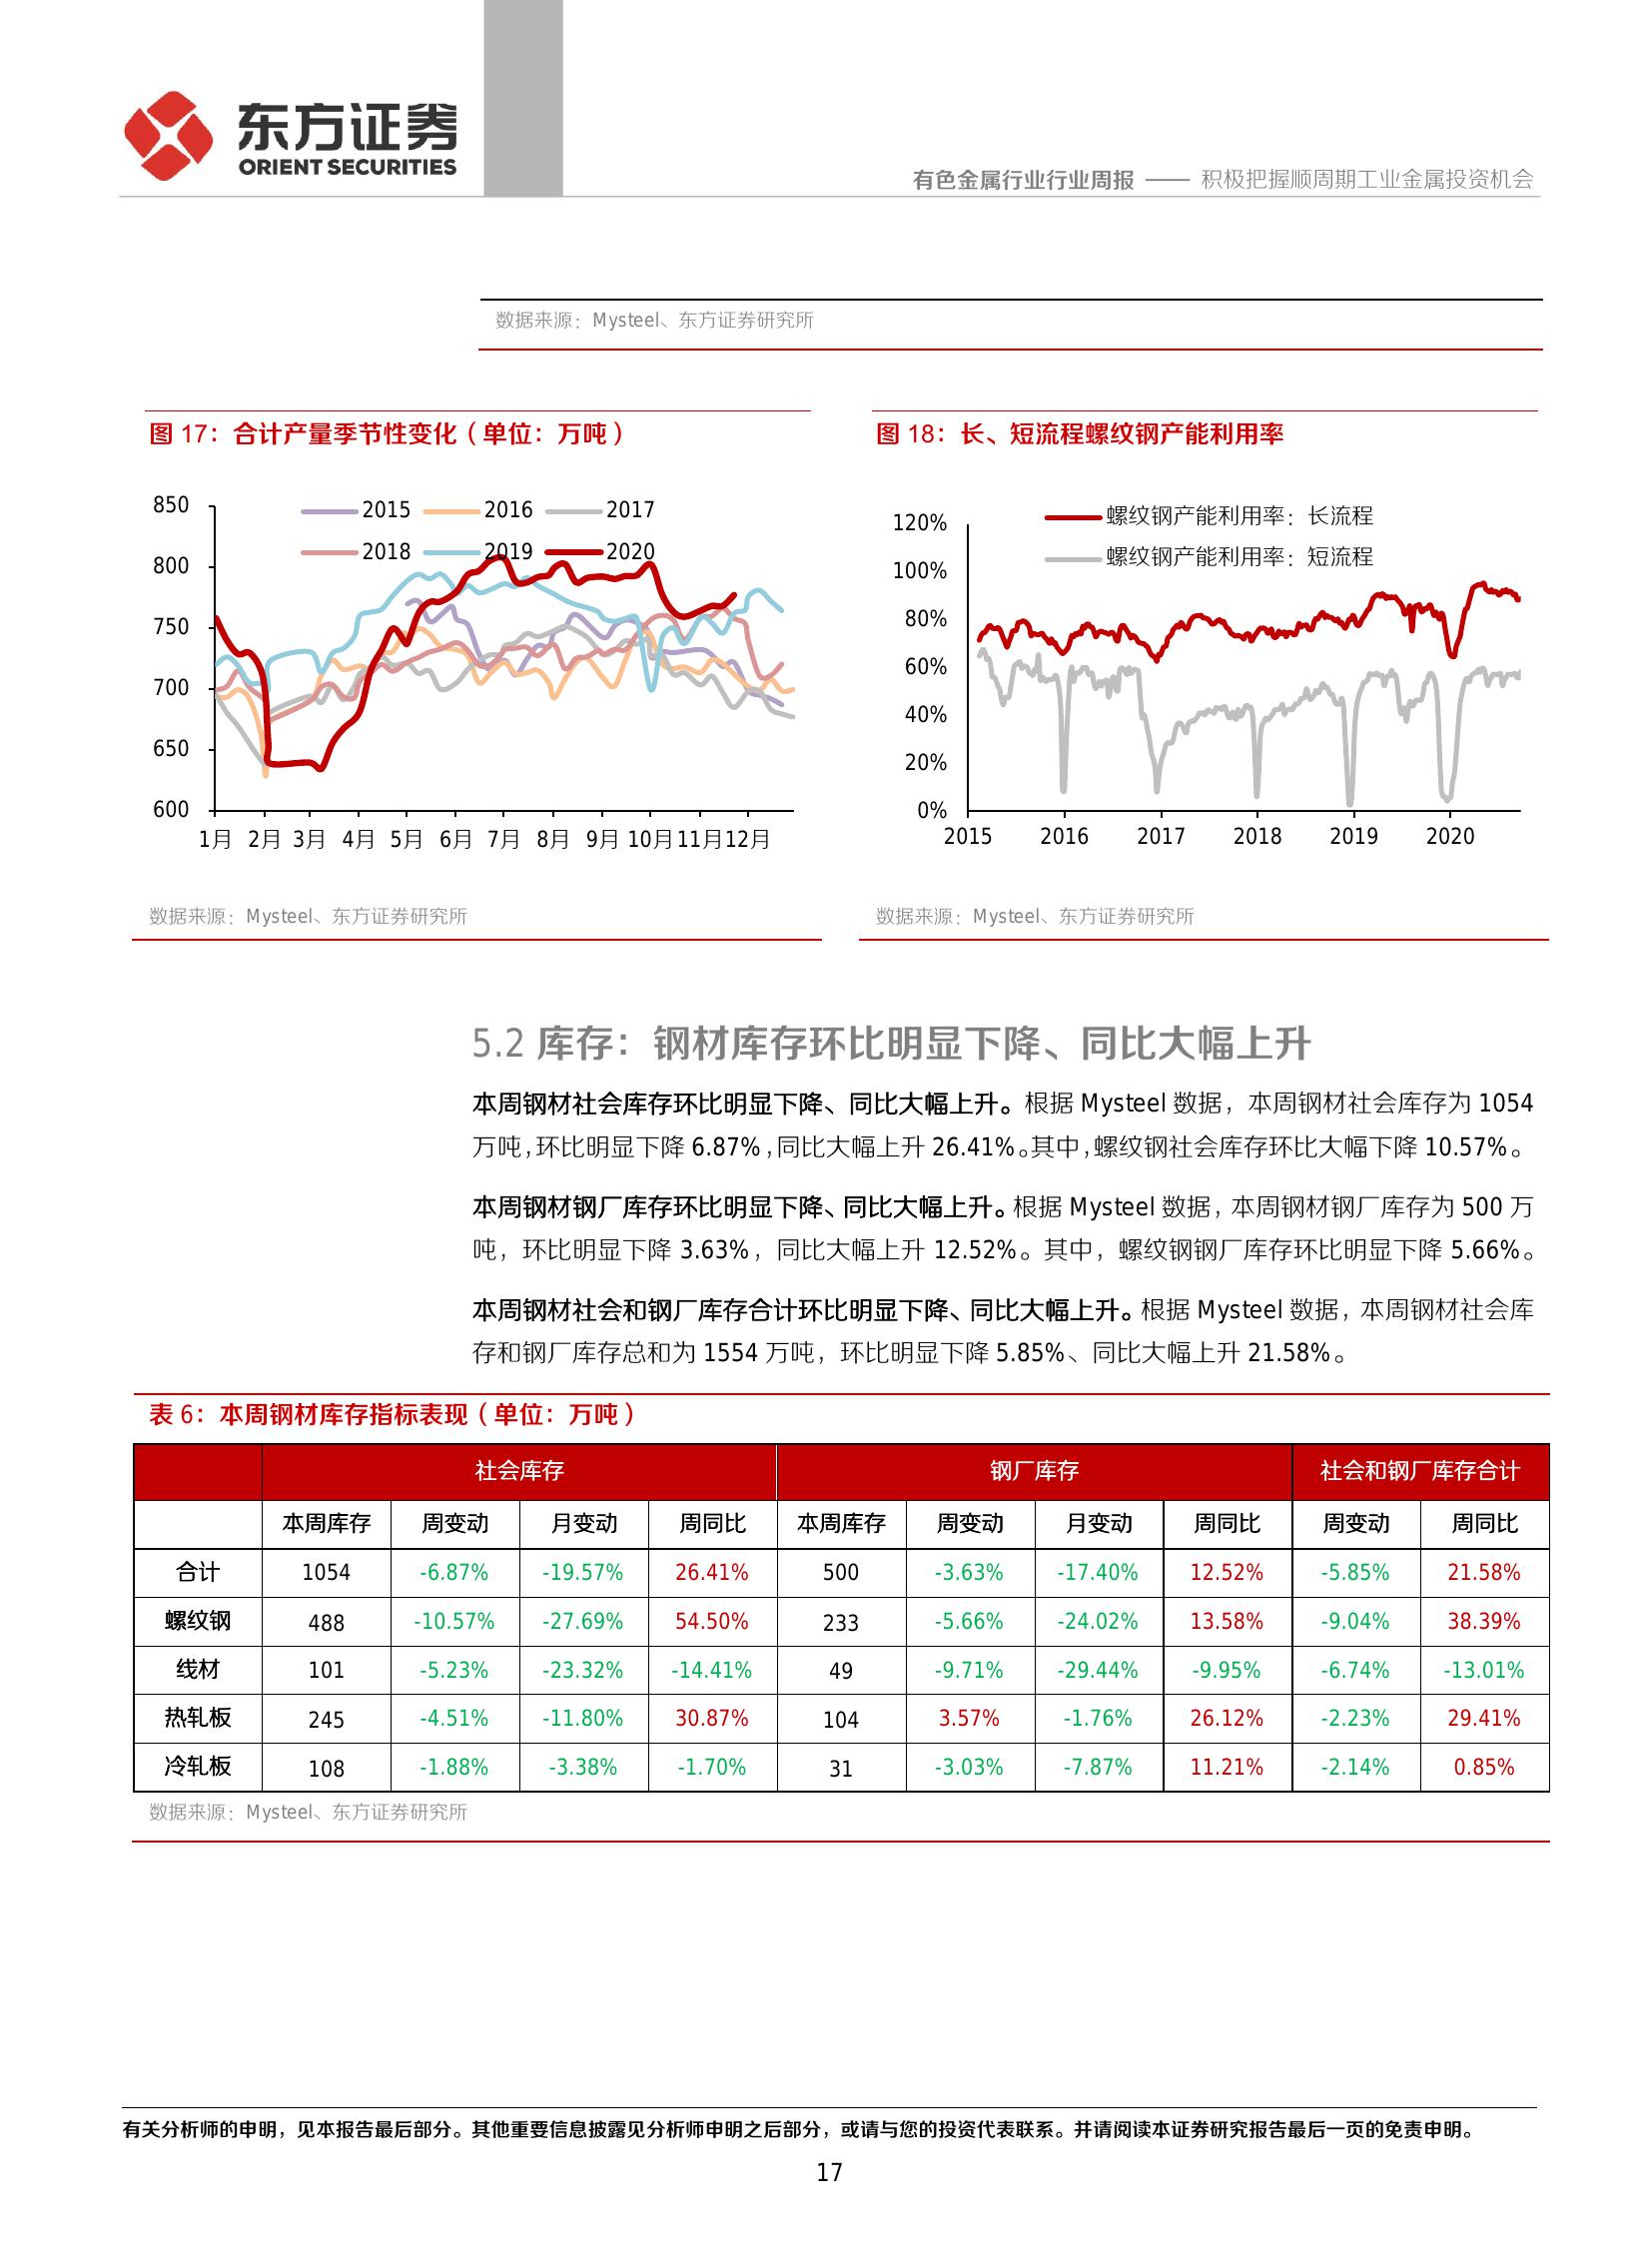 东方证券
ORIENT SECURITIES
有色金属行业行业周报 —— 积极把握顺周期工业金属投资机会
数据来源：Mysteel、东方证券研究所
图 17：合计产量季节性变化（单位：万吨）
850
800
750
700
650
600
2015 2016 2017
2018 2019 2020
1月 2月 3月 4月 5月 6月 7月 8月 9月 10月 11月 12月
数据来源：Mysteel、东方证券研究所
图 18：长、短流程螺纹钢产能利用率
120%
100%
80%
60%
40%
20%
0%
螺纹钢产能利用率：长流程
螺纹钢产能利用率：短流程
2015 2016 2017 2018 2019 2020
数据来源：Mysteel、东方证券研究所
5.2 库存：钢材库存环比明显下降、同比大幅上升
本周钢材社会库存环比明显下降、同比大幅上升。根据 Mysteel 数据，本周钢材社会库存为 1054
万吨，环比明显下降 6.87%，同比大幅上升 26.41%。其中，螺纹钢社会库存环比大幅下降 10.57%。
本周钢材钢厂库存环比明显下降、同比大幅上升。根据 Mysteel 数据，本周钢材钢厂库存为 500 万
吨，环比明显下降 3.63%，同比大幅上升 12.52%。其中，螺纹钢钢厂库存环比明显下降 5.66%。
本周钢材社会和钢厂库存合计环比明显下降、同比大幅上升。根据 Mysteel 数据，本周钢材社会库
存和钢厂库存总和为 1554 万吨，环比明显下降 5.85%、同比大幅上升 21.58%。
表 6：本周钢材库存指标表现（单位：万吨）
社会库存 钢厂库存 社会和钢厂库存合计
本周库存 周变动 月变动 周同比 本周库存 周变动 月变动 周同比 周变动 周同比
合计 1054 -6.87% -19.57% 26.41% 500 -3.63% -17.40% 12.52% -5.85% 21.58%
螺纹钢 488 -10.57% -27.69% 54.50% 233 -5.66% -24.02% 13.58% -9.04% 38.39%
线材 101 -5.23% -23.32% -14.41% 49 -9.71% -29.44% -9.95% -6.74% -13.01%
热轧板 245 -4.51% -11.80% 30.87% 104 3.57% -1.76% 26.12% -2.23% 29.41%
冷轧板 108 -1.88% -3.38% -1.70% 31 -3.03% -7.87% 11.21% -2.14% 0.85%
数据来源：Mysteel、东方证券研究所
有关分析师的申明，见本报告最后部分。其他重要信息披露见分析师申明之后部分，或请与您的投资代表联系。并请阅读本证券研究报告最后一页的免责申明。
17